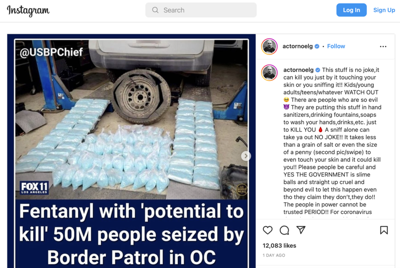 Instagram
Search
Log In
Sign Up
@USBPChief
FOX 11
LOS ANGELES
Fentanyl with 'potential to
kill' 50M people seized by
Border Patrol in OC
actornoelg • Follow
actornoelg This stuff is no joke,it
can kill you just by it touching your
skin or you sniffing it!! Kids/young
adults/teens/whatever WATCH OUT
😍 There are people who are so evil
😈 They are putting this stuff in hand
sanitizers,drinking fountains,soaps
to wash your hands,drinks,etc. just
to KILL YOU 🩸 A sniff alone can
take ya out NO JOKE!! It takes less
than a grain of salt or even the size
of a penny (second pic/swipe) to
even touch your skin and it could kill
you!! Please people be careful and
YES THE GOVERNMENT is slime
balls and straight up cruel and
beyond evil to let this happen even
tho they claim they don't,they do!!
The people in power cannot be
trusted PERIOD!! For coronavirus
12,083 likes
1 DAY AGO